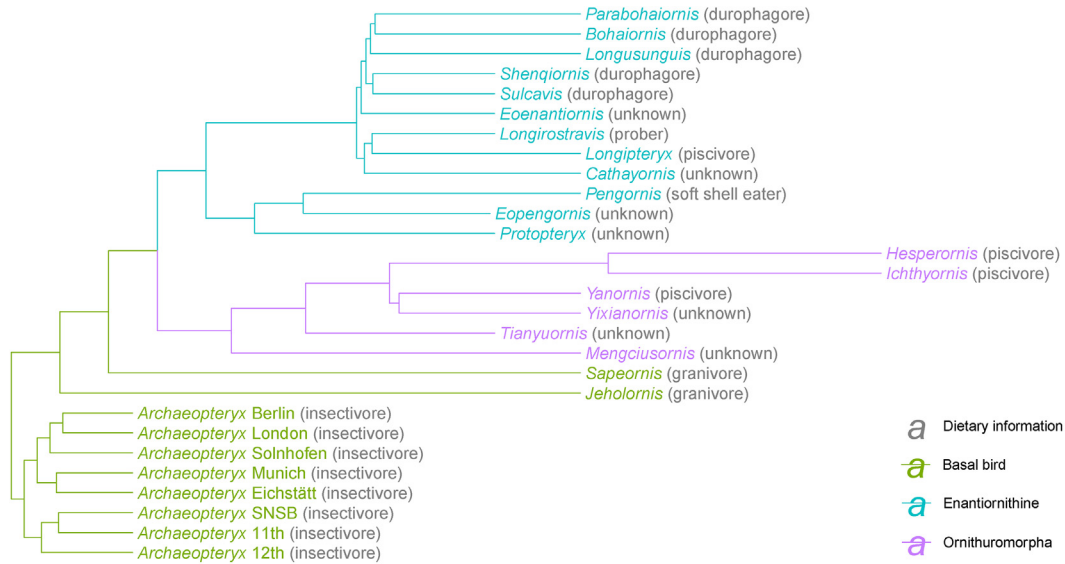 Parabohaiornis (durophagore)
Bohaiornis (durophagore)
Longusunguis (durophagore)
Shenqiornis (durophagore)
Sulcavis (durophagore)
Eoenantiornis (unknown)
Longirostravis (prober)
Longipteryx (piscivore)
Cathayornis (unknown)
Pengornis (soft shell eater)
Eopengornis (unknown)
Protopteryx (unknown)
Hesperornis (piscivore)
Ichthyornis (piscivore)
Yanornis (piscivore)
Yixianornis (unknown)
Tianyuornis (unknown)
Mengciusornis (unknown)
Sapeornis (granivore)
Jeholornis (granivore)
Archaeopteryx Berlin (insectivore)
Archaeopteryx London (insectivore)
Archaeopteryx Solnhofen (insectivore)
Archaeopteryx Munich (insectivore)
Archaeopteryx Eichstätt (insectivore)
Archaeopteryx SNSB (insectivore)
Archaeopteryx 11th (insectivore)
Archaeopteryx 12th (insectivore)
a Dietary information
a Basal bird
a Enantiornithine
a Ornithuromorpha